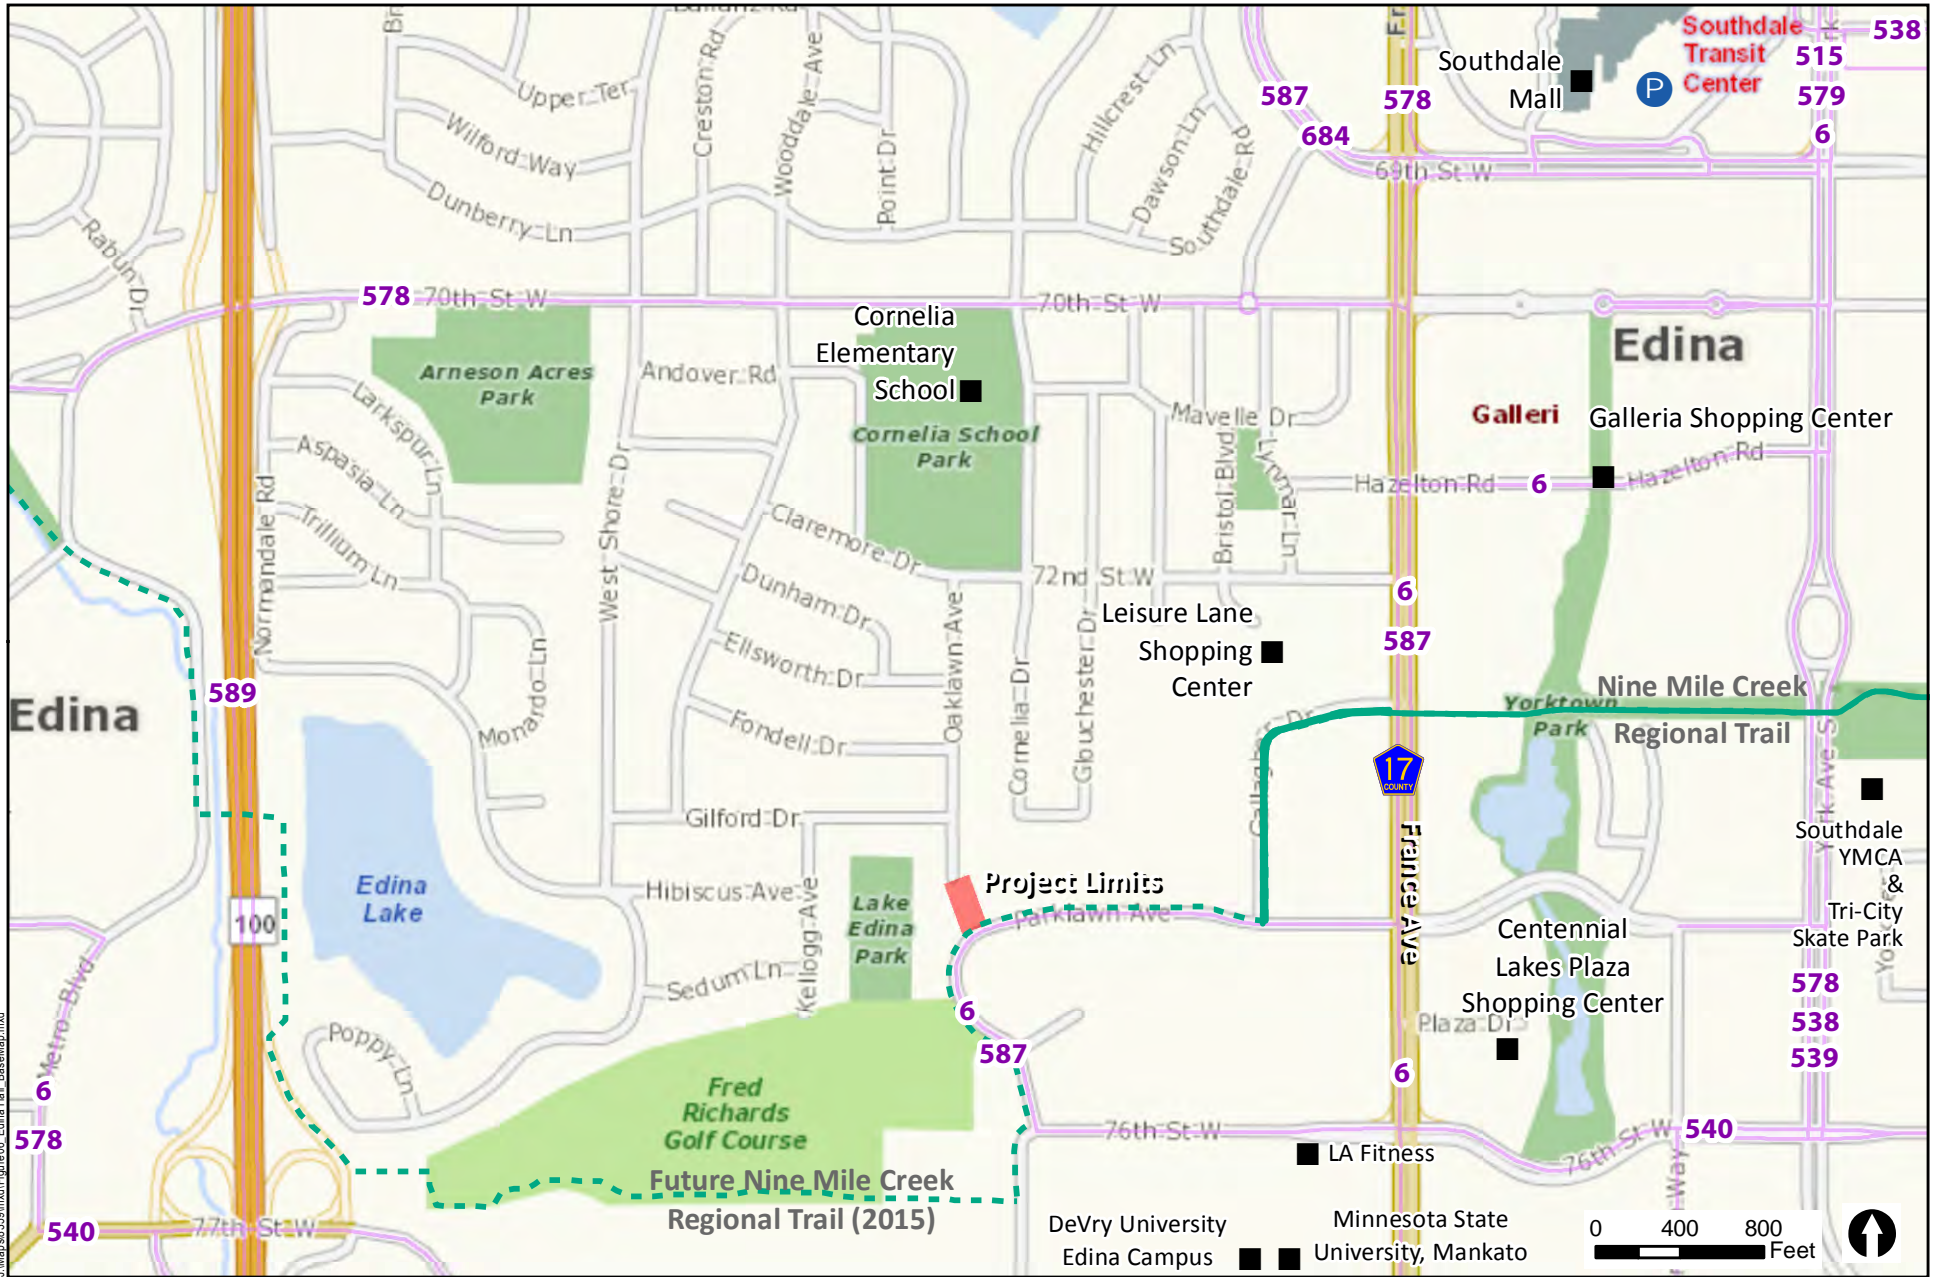 Southdale
Transit
Center
538
515
579
6
Southdale
Mall
P
587
578
684
69th St W
Upper Ter
Wilford Way
Creston Rd
Wooddale Ave
Point Dr
Hillcrest Ln
Dawson Ln
Southdale Rd
Dunberry Ln
Rabun Dr
578
70th St W
70th St W
Cornelia
Elementary
School
Edina
Arneson Acres
Park
Andover Rd
Cornelia School
Park
Mavelle Dr
Galleri
Galleria Shopping Center
Larkspur Ln
Aspasia Ln
Trillium Ln
Normandale Rd
West Shore Dr
Bristol Blvd
Lynmar Ln
Hazelton Rd
6
Hazelton Rd
Claremore Dr
Dunham Dr
72nd St W
6
Leisure Lane
Shopping
Center
587
Ellsworth Dr
Oaklawn Ave
Cornelia Dr
Glouchester Dr
Monardo Ln
Fondell Dr
589
Edina
Nine Mile Creek
Regional Trail
Yorktown
Park
Gallagher Dr
17
COUNTY
France Ave
York Ave S
Gilford Dr
Southdale
YMCA
&
Tri-City
Skate Park
Edina
Lake
Hibiscus Ave
Kellogg Ave
Lake
Edina
Park
Project Limits
Parklawn Ave
100
Centennial
Lakes Plaza
Shopping Center
Plaza Dr
Sedum Ln
Metro Blvd
Poppy Ln
6
587
6
578
538
539
6
578
Fred
Richards
Golf Course
76th St W
76th St W
540
LA Fitness
Future Nine Mile Creek
Regional Trail (2015)
540
77th St W
DeVry University
Edina Campus
Minnesota State
University, Mankato
Way
0 400 800
Feet